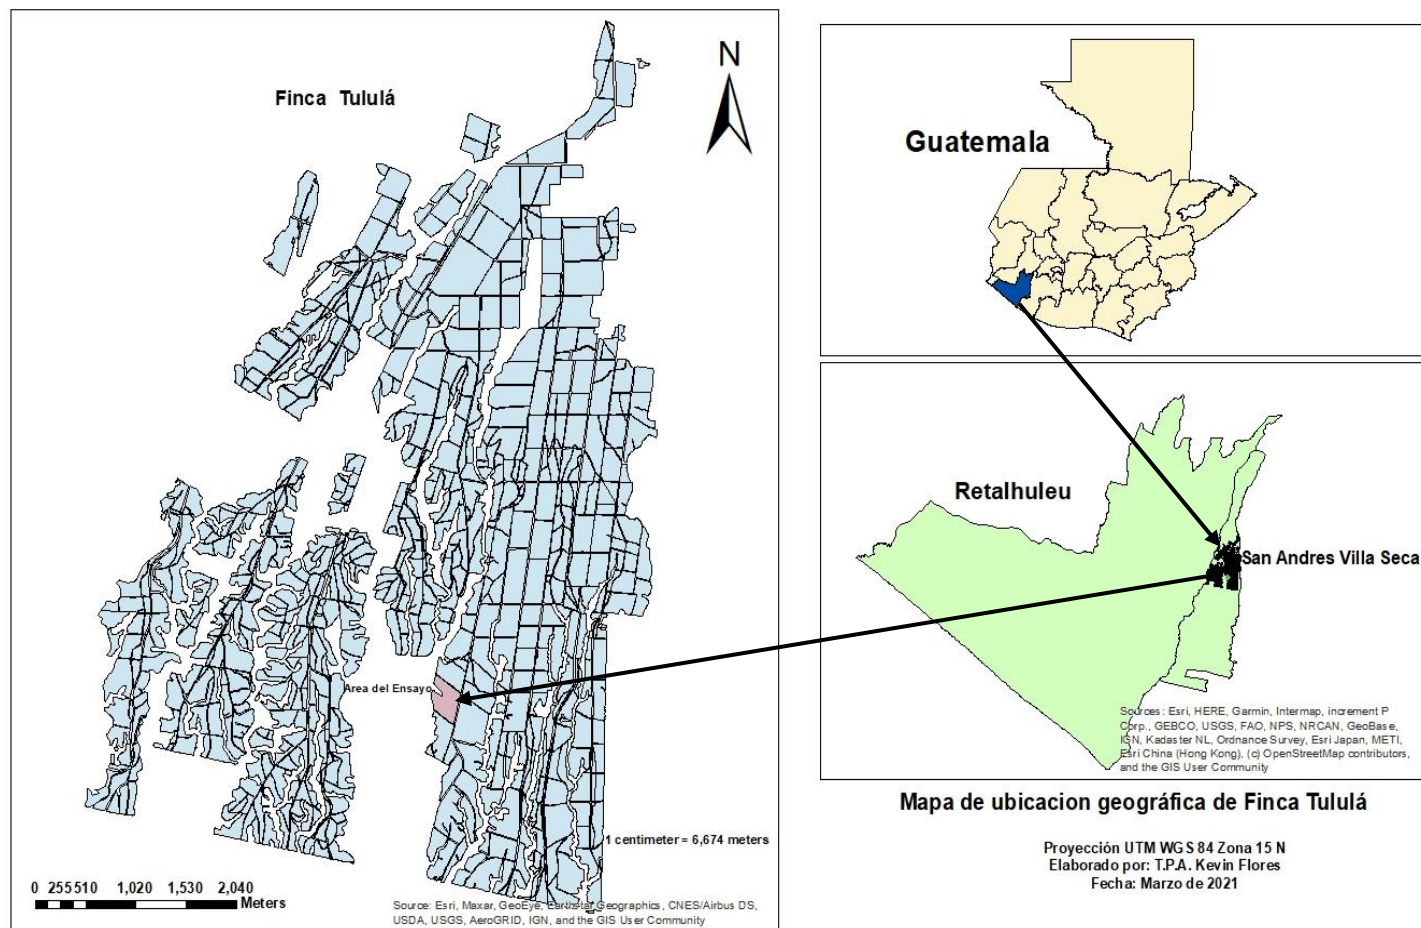 Finca Tululá
N
Area del Ensayo
1 centimeter = 6,674 meters
0 255510 1,020 1,530 2,040
Meters
Source: Esri, Maxar, GeoEye, Earthstar Geographics, CNES/Airbus DS,
USDA, USGS, AeroGRID, IGN, and the GIS User Community
Guatemala
Retalhuleu
San Andres Villa Seca
Sources: Esri, HERE, Garmin, Intermap, increment P
Corp., GEBCO, USGS, FAO, NPS, NRCAN, GeoBase,
IGN, Kadaster NL, Ordnance Survey, Esri Japan, METI,
Esri China (Hong Kong), (c) OpenStreetMap contributors,
and the GIS User Community
Mapa de ubicacion geográfica de Finca Tululá
Proyección UTM WGS 84 Zona 15 N
Elaborado por: T.P.A. Kevin Flores
Fecha: Marzo de 2021